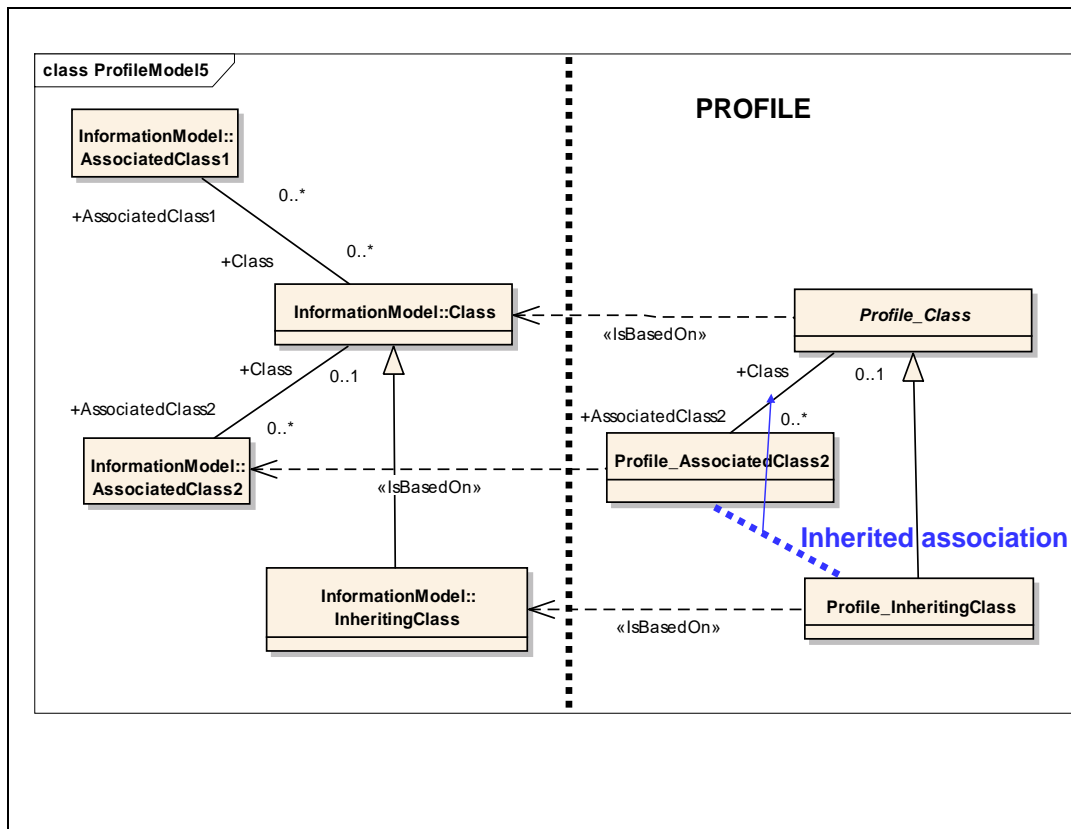 class ProfileModel5
PROFILE
InformationModel::
AssociatedClass1
0..*
+AssociatedClass1
0..*
+Class
InformationModel::Class
Profile_Class
«IsBasedOn»
+Class
0..1
+Class
0..1
+AssociatedClass2
0..*
+AssociatedClass2
0..*
InformationModel::
AssociatedClass2
Profile_AssociatedClass2
«IsBasedOn»
Inherited association
InformationModel::
InheritingClass
Profile_InheritingClass
«IsBasedOn»